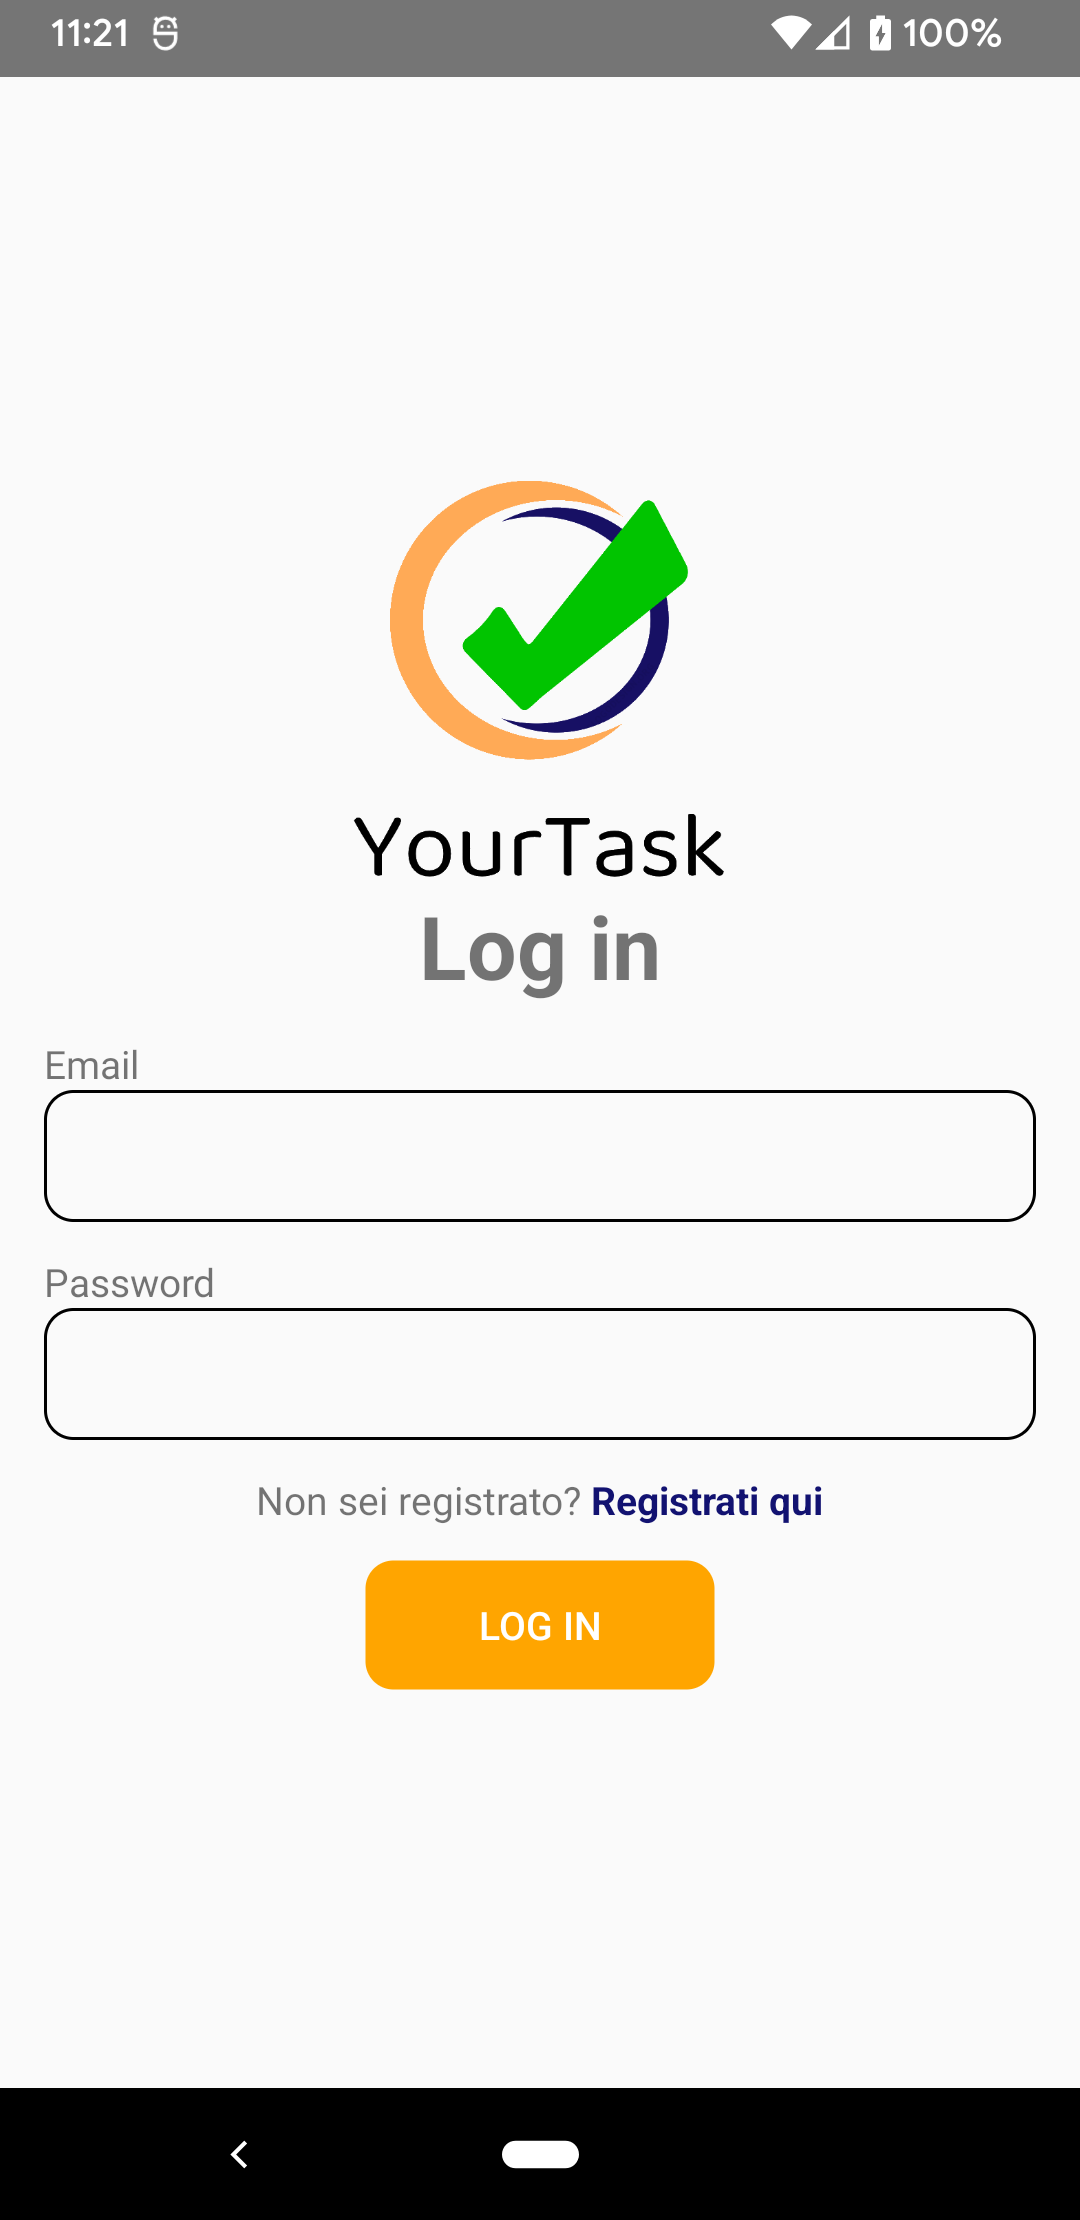 11:21 100%
YourTask
Log in
Email
Password
Non sei registrato? Registrati qui
LOG IN